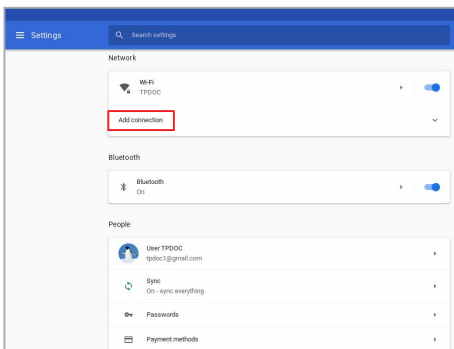 Settings
Search settings
Network
Wi-Fi
TPDOC
Add connection
Bluetooth
Bluetooth
On
People
User TPDOC
tpdoc1@gmail.com
Sync
On - sync everything
Passwords
Payment methods